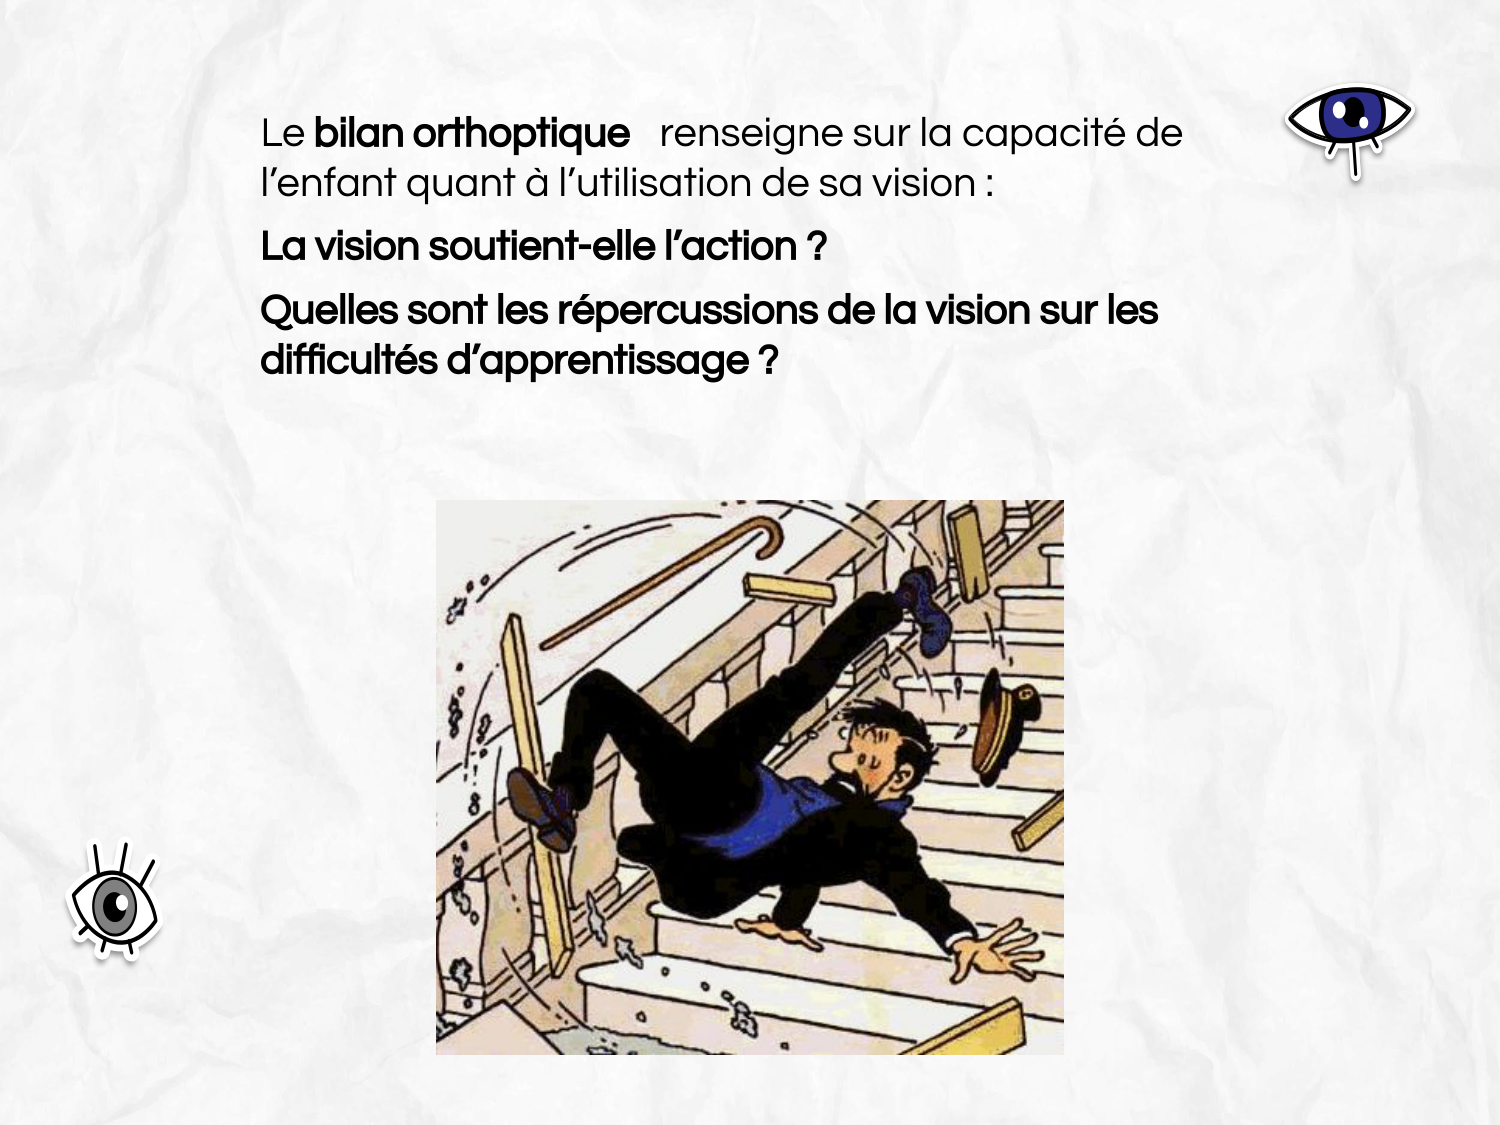 Le bilan orthoptique renseigne sur la capacité de
l’enfant quant à l’utilisation de sa vision :
La vision soutient-elle l’action ?
Quelles sont les répercussions de la vision sur les
difficultés d’apprentissage ?